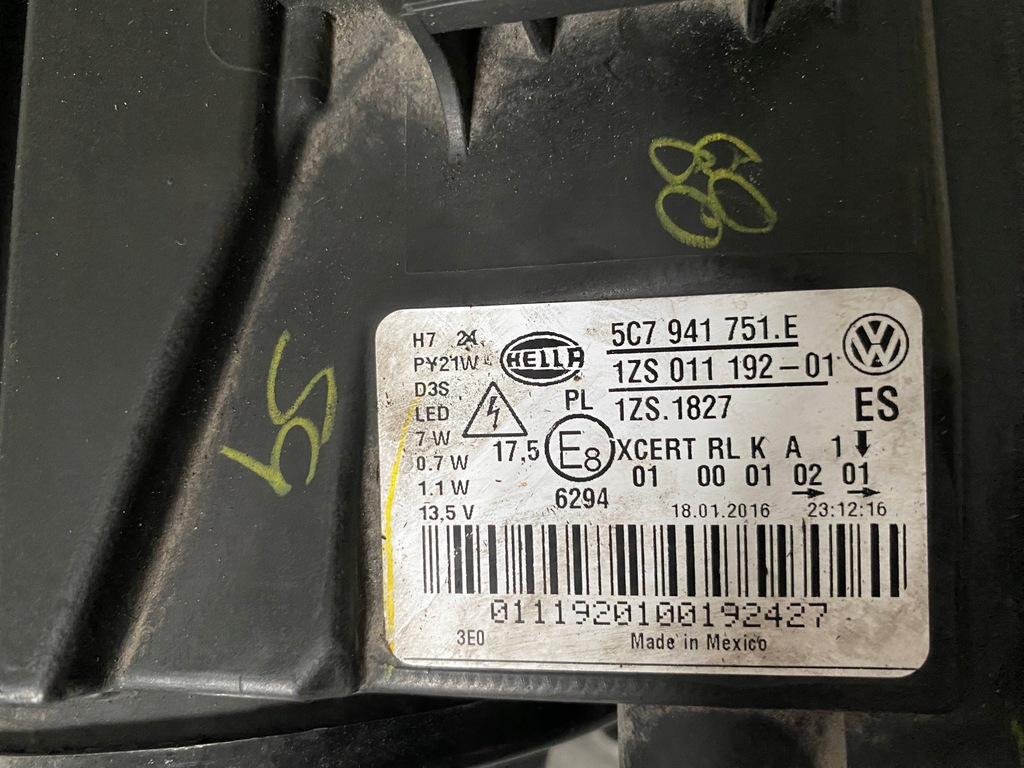 88
5C7 941 751.E
1ZS 011 192-01
HELLA
1ZS.1827
ES
PL
H7 24
PY21W
D3S
LED
7 W
0.7 W
1.1 W
13,5 V
17,5
E8
6294
XCERT RL K A 1
01 00 01 02 01
18.01.2016 23:12:16
0111920100192427
3E0
Made in Mexico